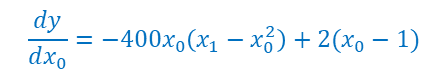 dy/dx₀ = −400x₀(x₁ − x₀²) + 2(x₀ − 1)